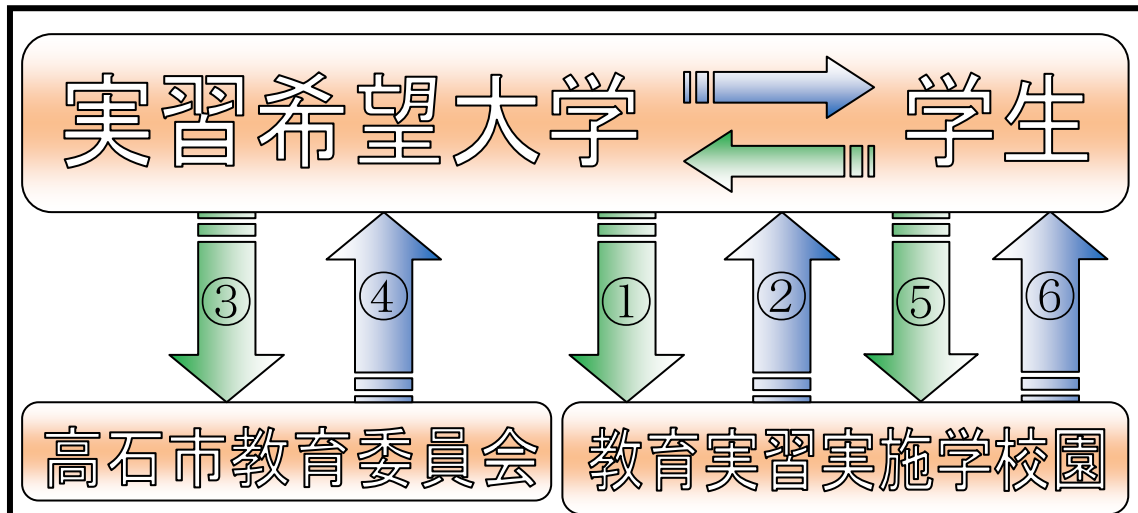 実習希望大学 学生
③ ④ ① ② ⑤ ⑥
高石市教育委員会 教育実習実施学校園